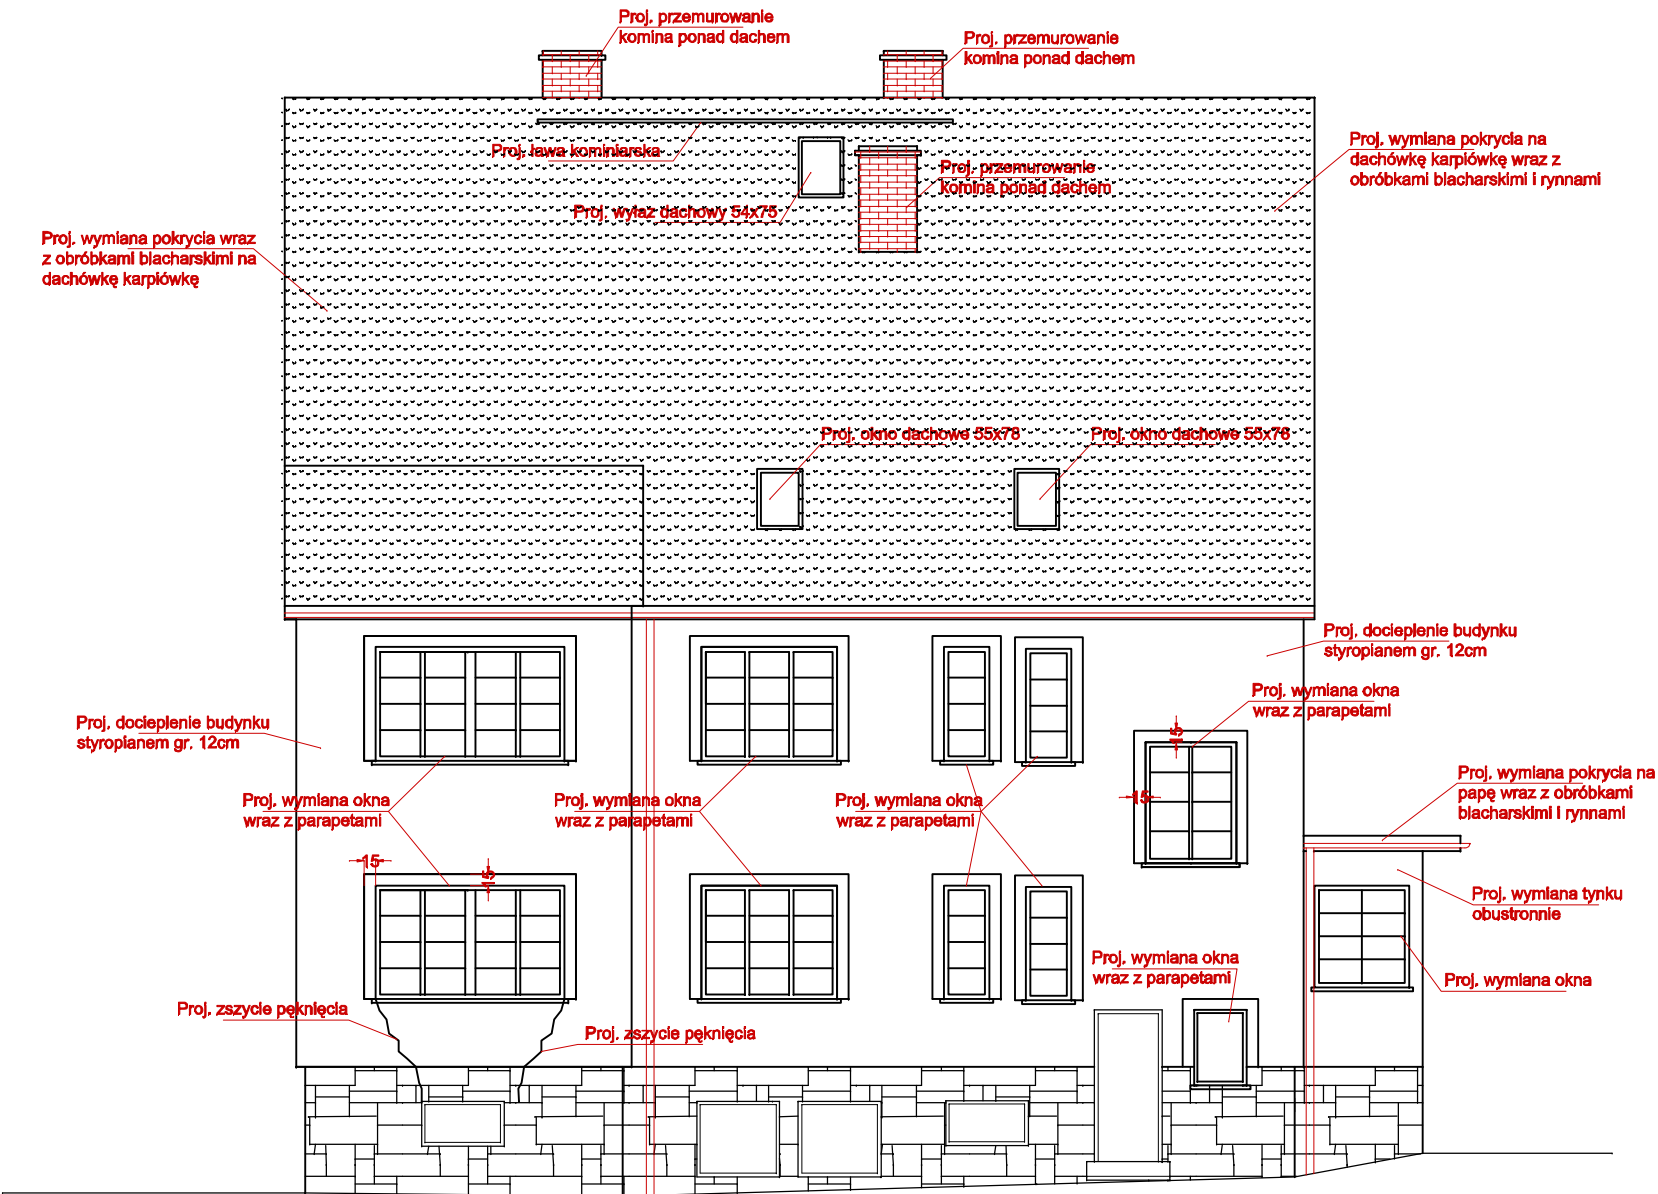 Proj. przemurowanie
komina ponad dachem
Proj. przemurowanie
komina ponad dachem
Proj. ława kominiarska
Proj. przemurowanie
komina ponad dachem
Proj. wymiana pokrycia na
dachówkę karpiówkę wraz z
obróbkami blacharskimi i rynnami
Proj. wyłaz dachowy 54x75
Proj. wymiana pokrycia wraz
z obróbkami blacharskimi na
dachówkę karpiówkę
Proj. okno dachowe 55x78
Proj. okno dachowe 55x78
Proj. docieplenie budynku
styropianem gr. 12cm
Proj. wymiana okna
wraz z parapetami
Proj. docieplenie budynku
styropianem gr. 12cm
15
15
Proj. wymiana pokrycia na
papę wraz z obróbkami
blacharskimi i rynnami
Proj. wymiana okna
wraz z parapetami
Proj. wymiana okna
wraz z parapetami
Proj. wymiana okna
wraz z parapetami
15
15
Proj. wymiana tynku
obustronnie
Proj. wymiana okna
wraz z parapetami
Proj. wymiana okna
Proj. zszycie pęknięcia
Proj. zszycie pęknięcia